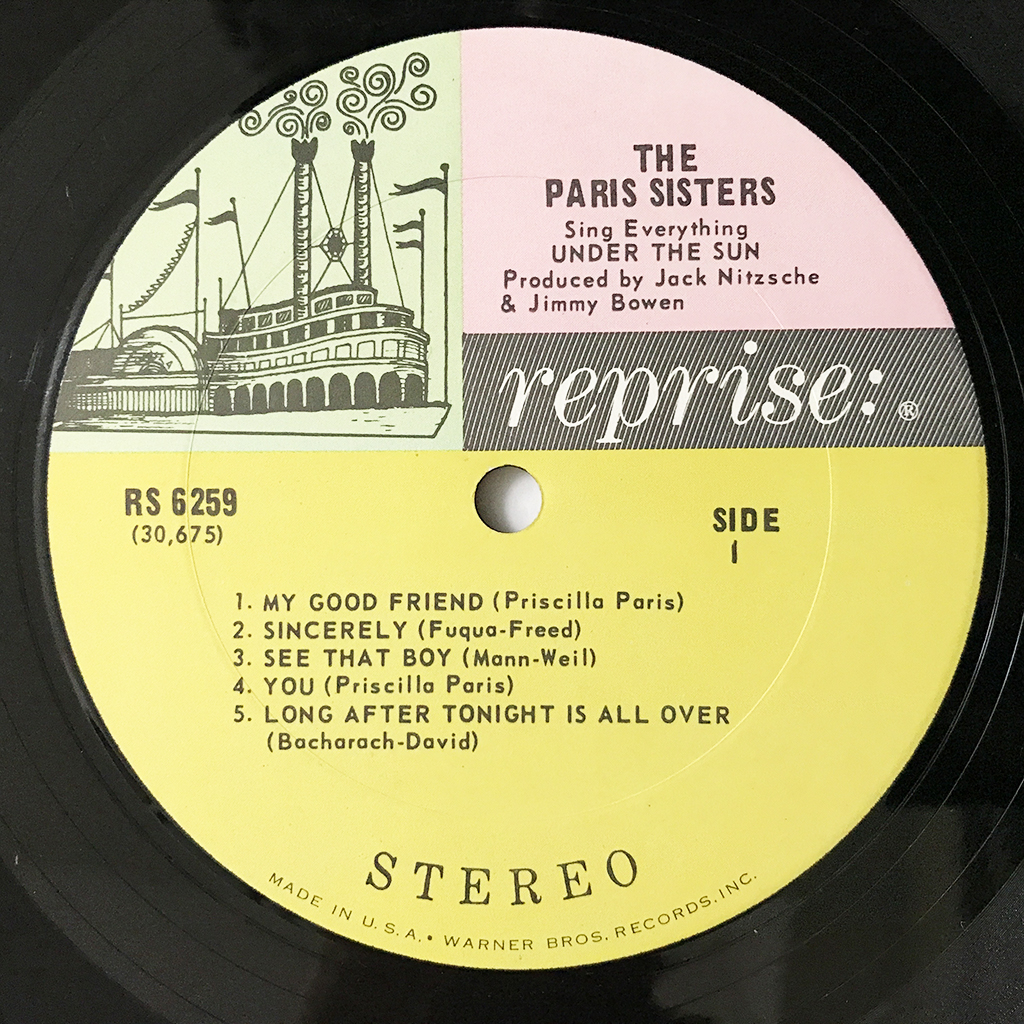 THE
PARIS SISTERS
Sing Everything
UNDER THE SUN
Produced by Jack Nitzsche
& Jimmy Bowen
reprise:®
RS 6259
(30,675)
SIDE
1
1. MY GOOD FRIEND (Priscilla Paris)
2. SINCERELY (Fuqua-Freed)
3. SEE THAT BOY (Mann-Weil)
4. YOU (Priscilla Paris)
5. LONG AFTER TONIGHT IS ALL OVER
(Bacharach-David)
STEREO
MADE IN U.S.A. • WARNER BROS. RECORDS, INC.